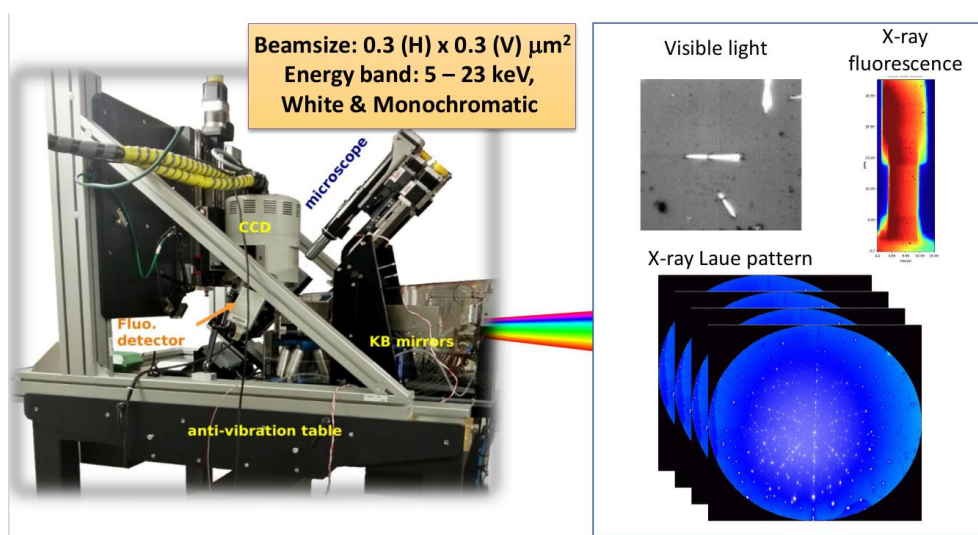 Beamsize: 0.3 (H) x 0.3 (V) μm²
Energy band: 5 – 23 keV,
White & Monochromatic
microscope
CCD
Fluo.
detector
KB mirrors
anti-vibration table
Visible light
X-ray
fluorescence
X-ray Laue pattern